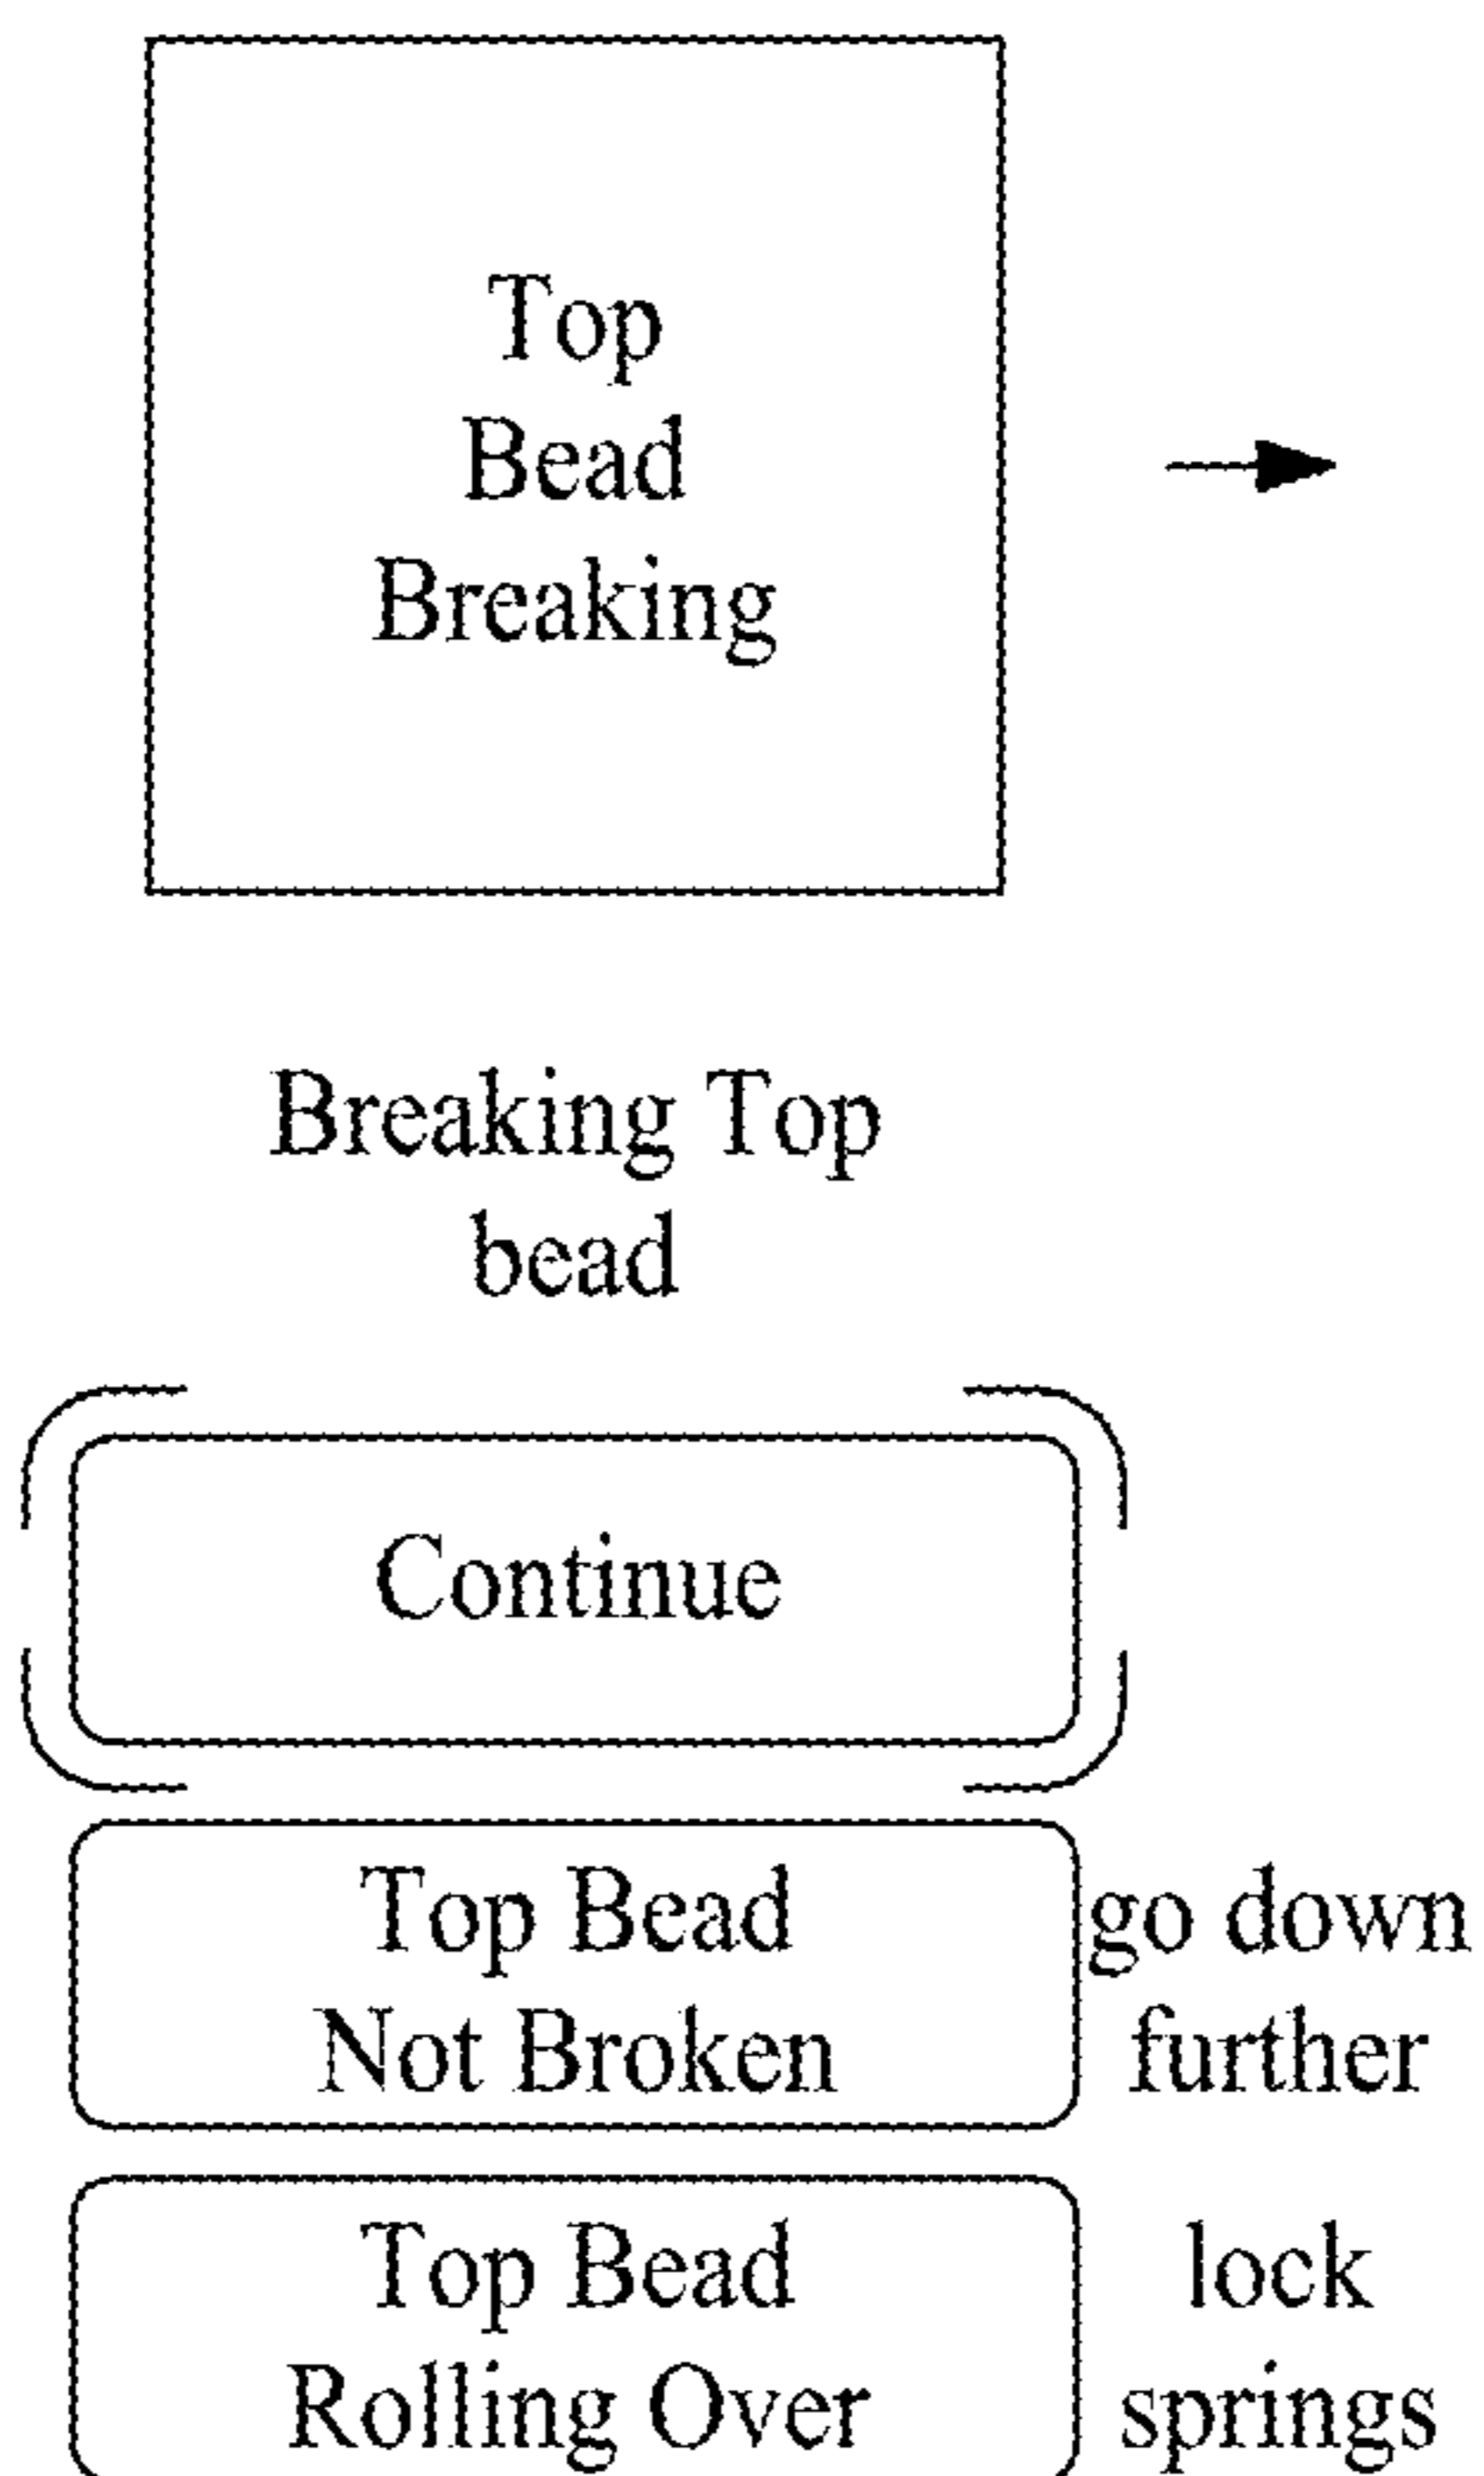 Top
Bead
Breaking
Breaking Top
bead
Continue
Top Bead
Not Broken
go down
further
Top Bead
Rolling Over
lock
springs